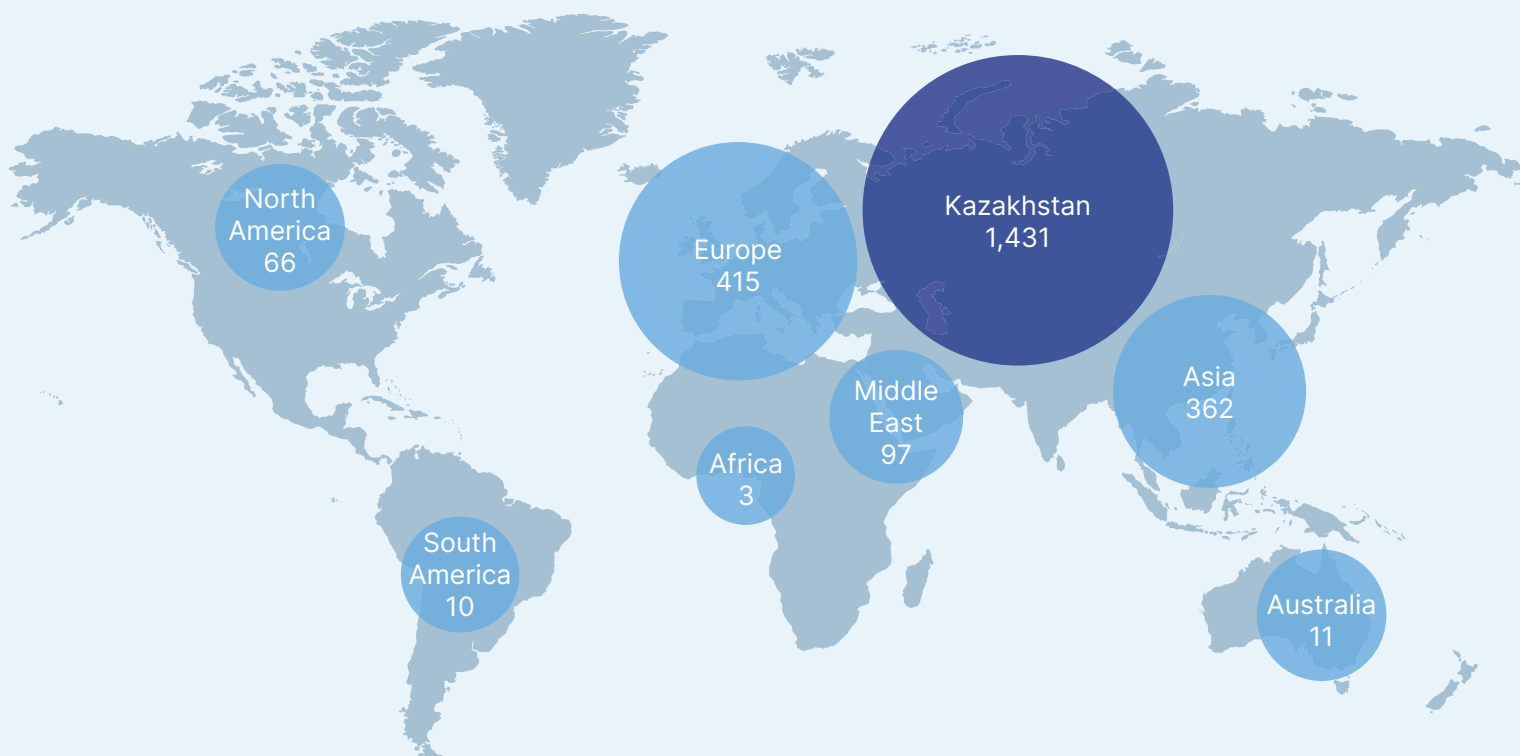 North
America
66
Europe
415
Kazakhstan
1,431
Middle
East
97
Asia
362
Africa
3
South
America
10
Australia
11